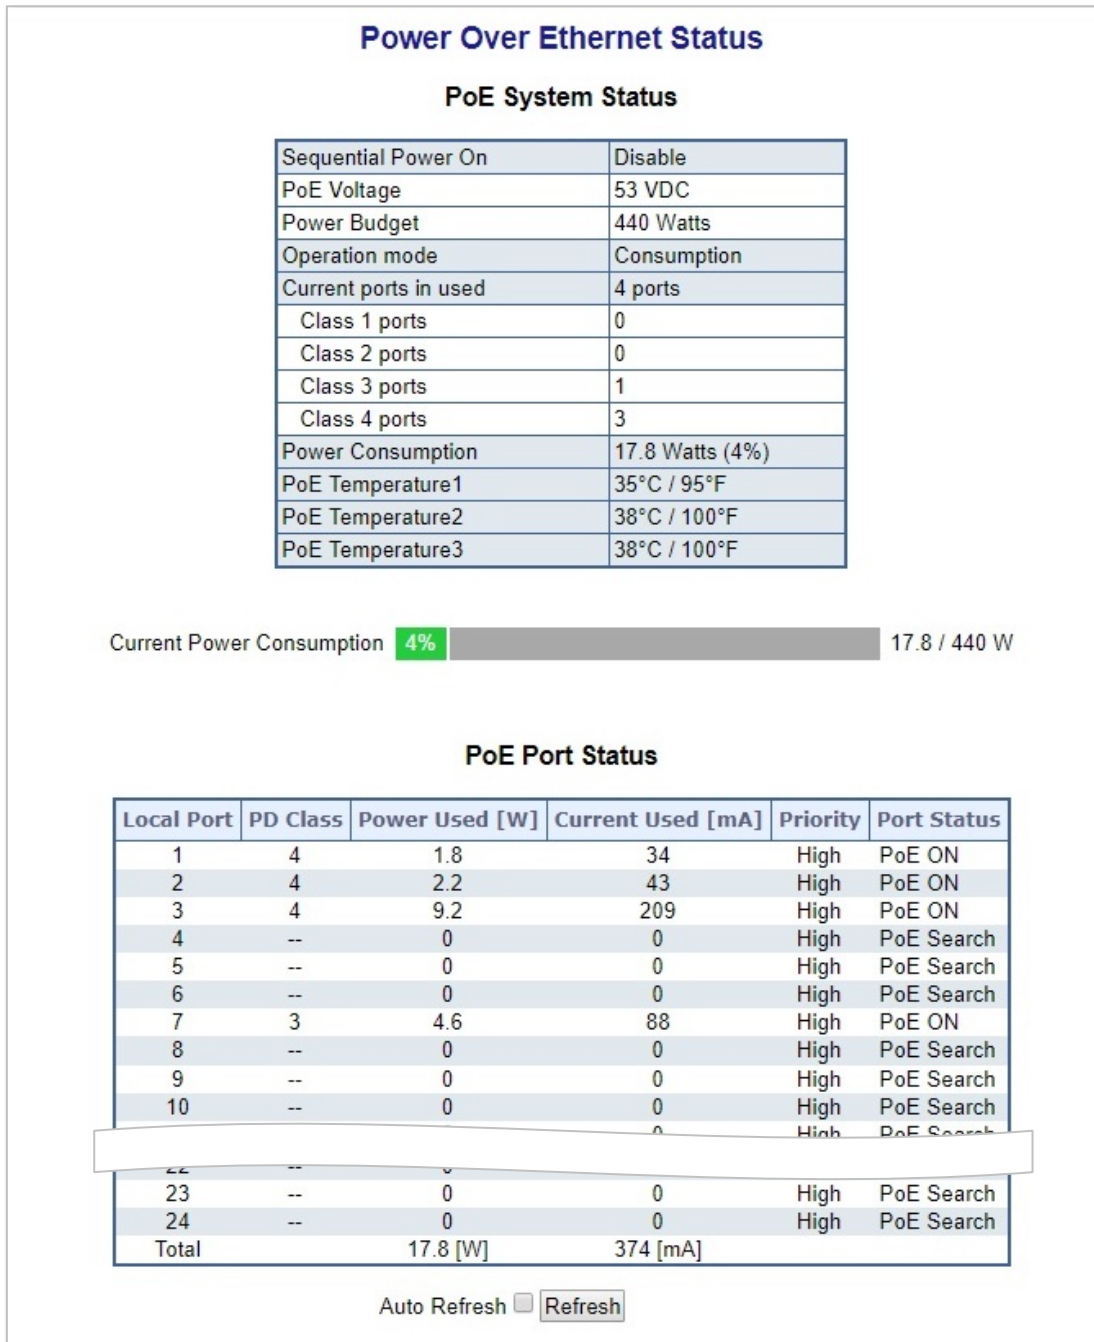 Power Over Ethernet Status
PoE System Status
Sequential Power On Disable
PoE Voltage 53 VDC
Power Budget 440 Watts
Operation mode Consumption
Current ports in used 4 ports
Class 1 ports 0
Class 2 ports 0
Class 3 ports 1
Class 4 ports 3
Power Consumption 17.8 Watts (4%)
PoE Temperature1 35°C / 95°F
PoE Temperature2 38°C / 100°F
PoE Temperature3 38°C / 100°F
Current Power Consumption 4% 17.8 / 440 W
PoE Port Status
Local Port PD Class Power Used [W] Current Used [mA] Priority Port Status
1 4 1.8 34 High PoE ON
2 4 2.2 43 High PoE ON
3 4 9.2 209 High PoE ON
4 -- 0 0 High PoE Search
5 -- 0 0 High PoE Search
6 -- 0 0 High PoE Search
7 3 4.6 88 High PoE ON
8 -- 0 0 High PoE Search
9 -- 0 0 High PoE Search
10 -- 0 0 High PoE Search
High PoE Search
22 --
23 -- 0 0 High PoE Search
24 -- 0 0 High PoE Search
Total 17.8 [W] 374 [mA]
Auto Refresh Refresh